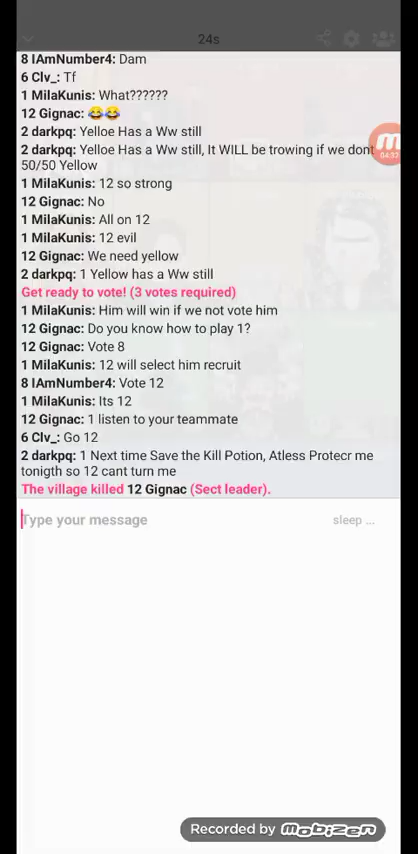 24s
8 IAmNumber4: Dam
6 Clv_: Tf
1 MilaKunis: What??????
12 Gignac: 😂😂
2 darkpq: Yelloe Has a Ww still
2 darkpq: Yelloe Has a Ww still, It WILL be trowing if we dont
50/50 Yellow
04:37
1 MilaKunis: 12 so strong
12 Gignac: No
1 MilaKunis: All on 12
1 MilaKunis: 12 evil
12 Gignac: We need yellow
2 darkpq: 1 Yellow has a Ww still
Get ready to vote! (3 votes required)
1 MilaKunis: Him will win if we not vote him
12 Gignac: Do you know how to play 1?
12 Gignac: Vote 8
1 MilaKunis: 12 will select him recruit
8 IAmNumber4: Vote 12
1 MilaKunis: Its 12
12 Gignac: 1 listen to your teammate
6 Clv_: Go 12
2 darkpq: 1 Next time Save the Kill Potion, Atless Protecr me
tonigth so 12 cant turn me
The village killed 12 Gignac (Sect leader).
Type your message
sleep ...
Recorded by mobizen